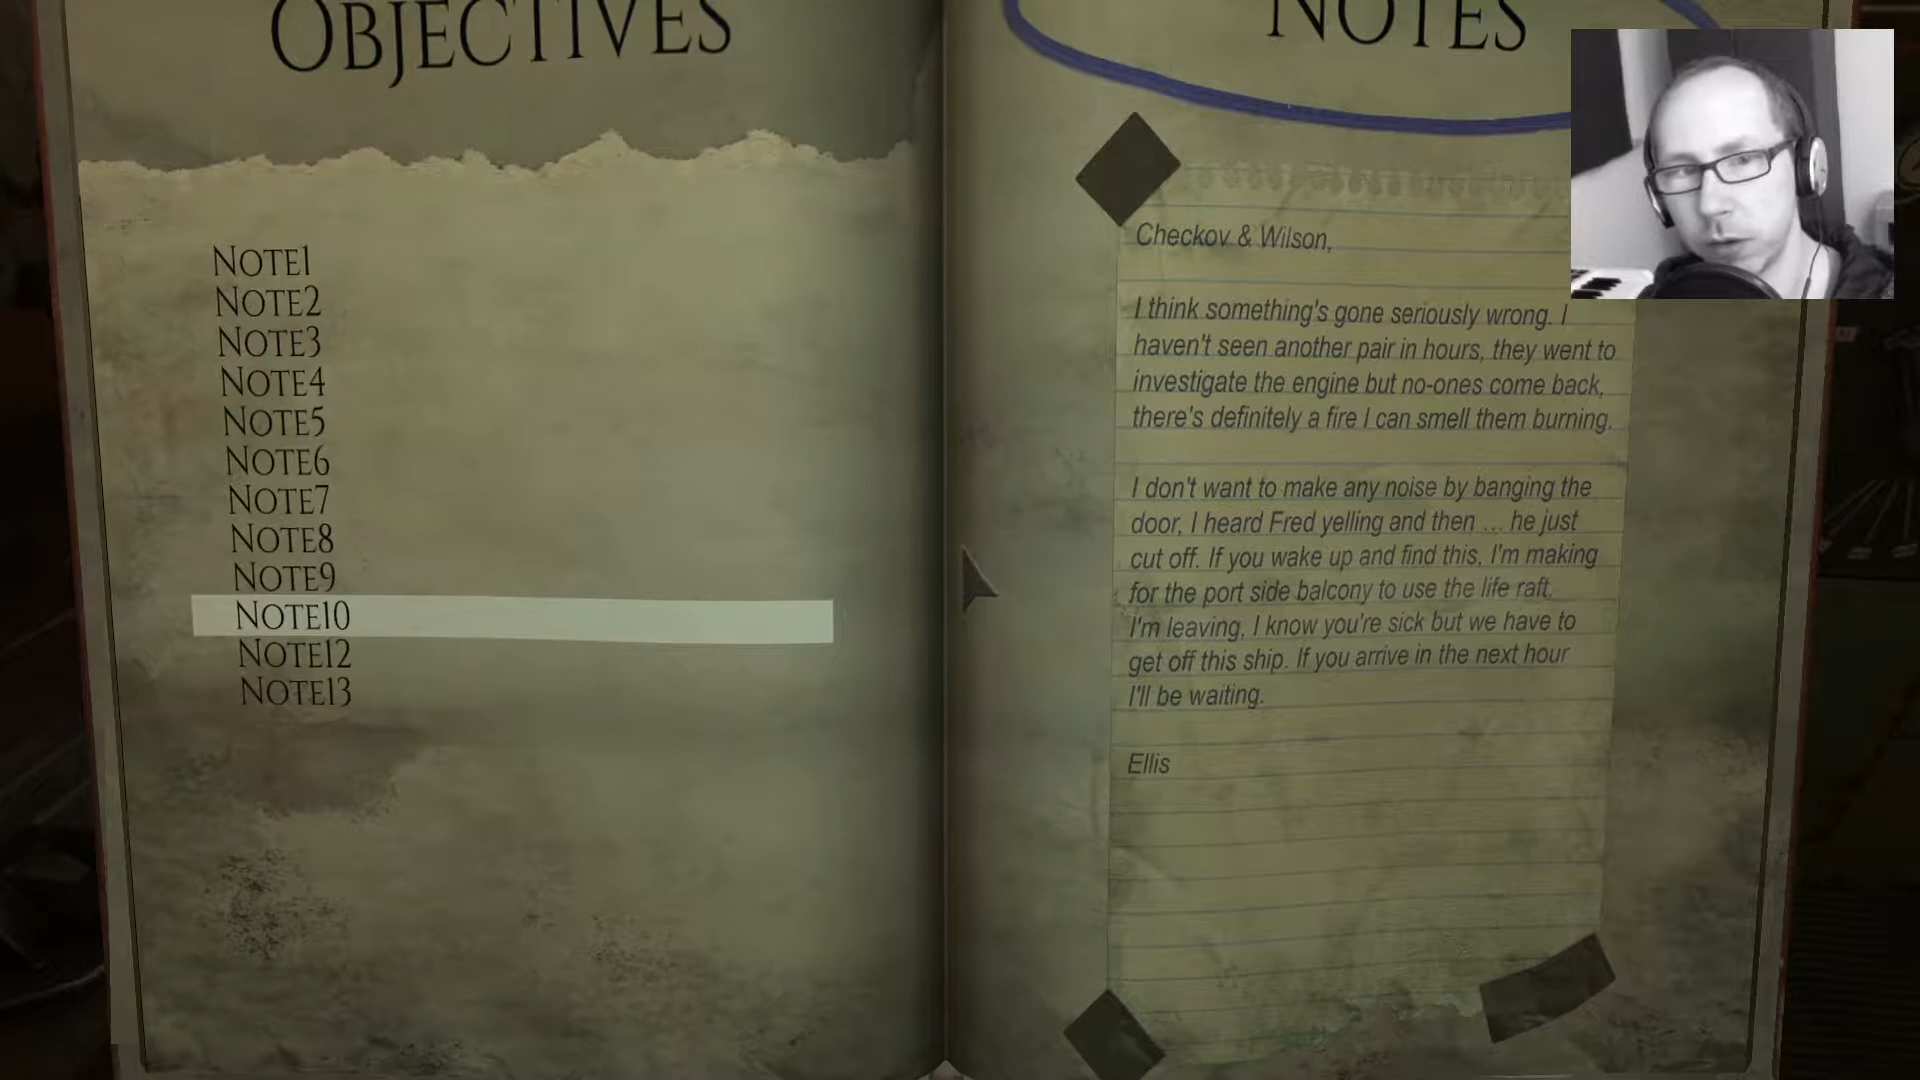 OBJECTIVES
NOTE1
NOTE2
NOTE3
NOTE4
NOTE5
NOTE6
NOTE7
NOTE8
NOTE9
NOTE10
NOTE12
NOTE13
NOTES
Checkov & Wilson,
I think something's gone seriously wrong. I
haven't seen another pair in hours, they went to
investigate the engine but no-ones come back,
there's definitely a fire I can smell them burning.
I don't want to make any noise by banging the
door, I heard Fred yelling and then ... he just
cut off. If you wake up and find this, I'm making
for the port side balcony to use the life raft.
I'm leaving, I know you're sick but we have to
get off this ship. If you arrive in the next hour
I'll be waiting.
Ellis